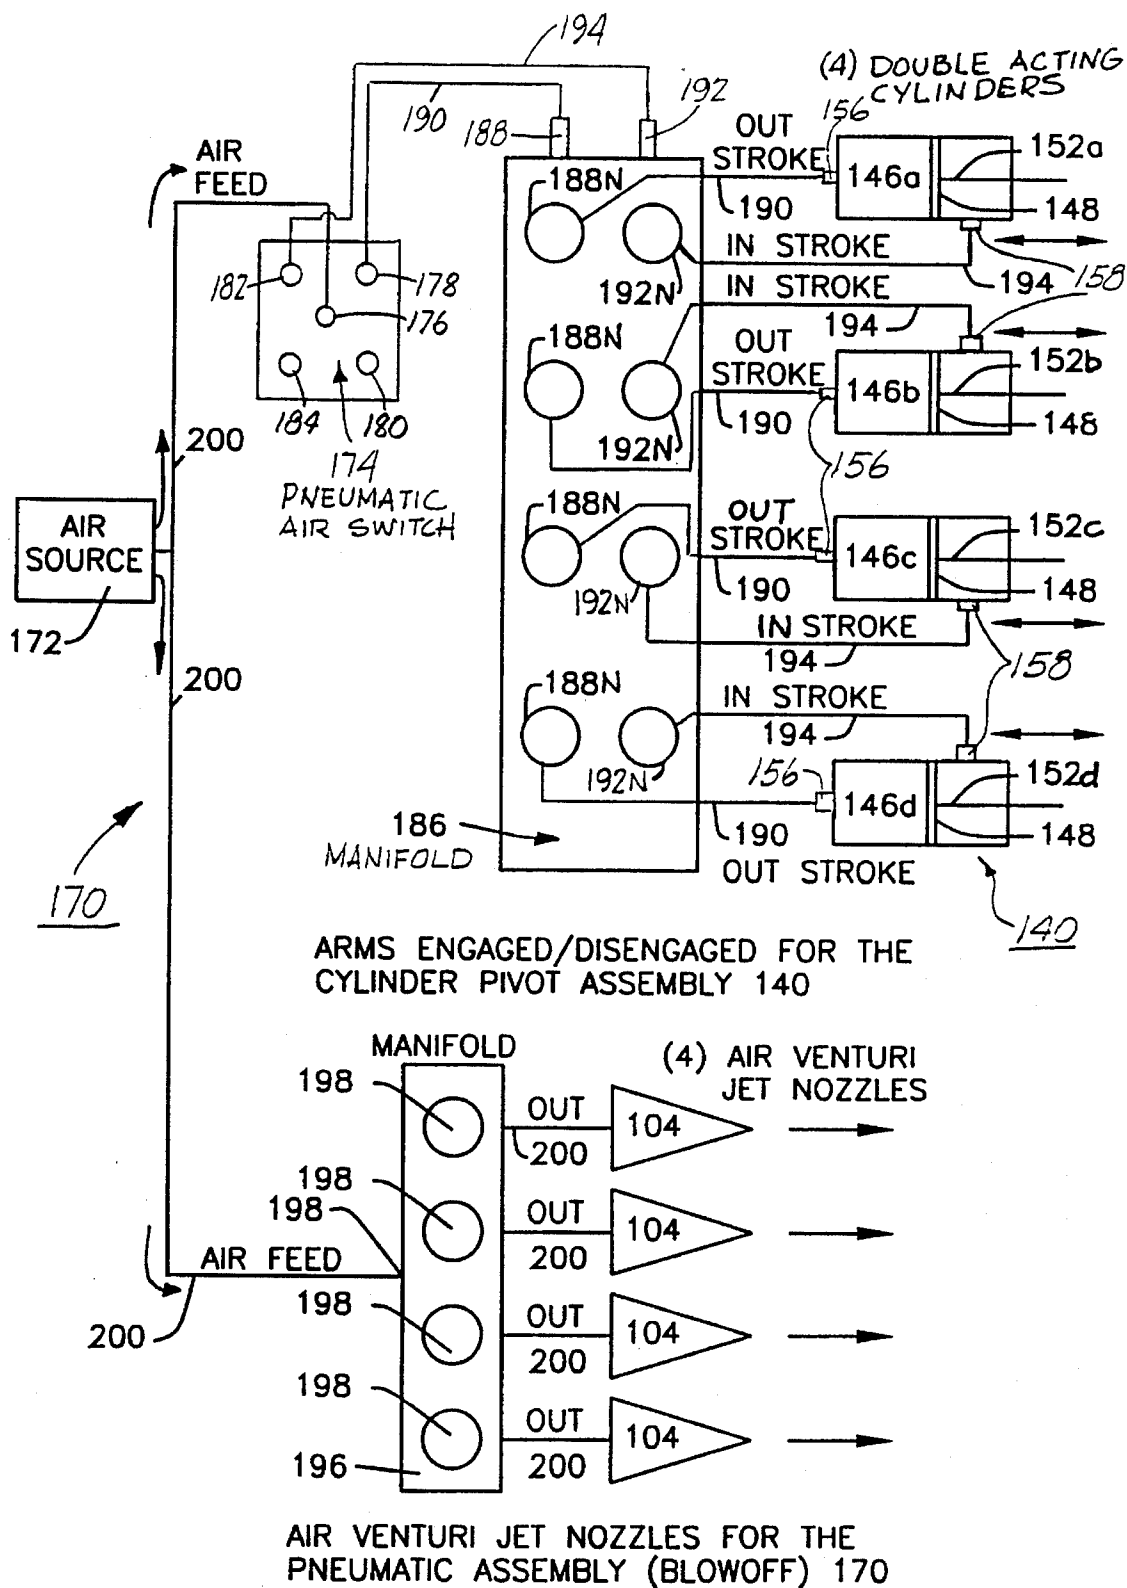 194
(4) DOUBLE ACTING
CYLINDERS
190
188
192
156
AIR
FEED
OUT
STROKE
146a
152a
148
188N
190
IN STROKE
192N
194
158
182
178
176
184
180
174
PNEUMATIC
AIR SWITCH
IN STROKE
194
188N
OUT
STROKE
146b
152b
148
192N
190
156
200
AIR
SOURCE
172
188N
OUT
STROKE
146c
152c
148
192N
190
IN STROKE
194
158
200
188N
IN STROKE
194
192N
156
146d
152d
148
190
OUT STROKE
186
MANIFOLD
170
140
ARMS ENGAGED/DISENGAGED FOR THE
CYLINDER PIVOT ASSEMBLY 140
MANIFOLD
(4) AIR VENTURI
JET NOZZLES
198
OUT
200
104
198
198
OUT
200
104
AIR FEED
200
198
OUT
200
104
198
OUT
200
104
196
AIR VENTURI JET NOZZLES FOR THE
PNEUMATIC ASSEMBLY (BLOWOFF) 170